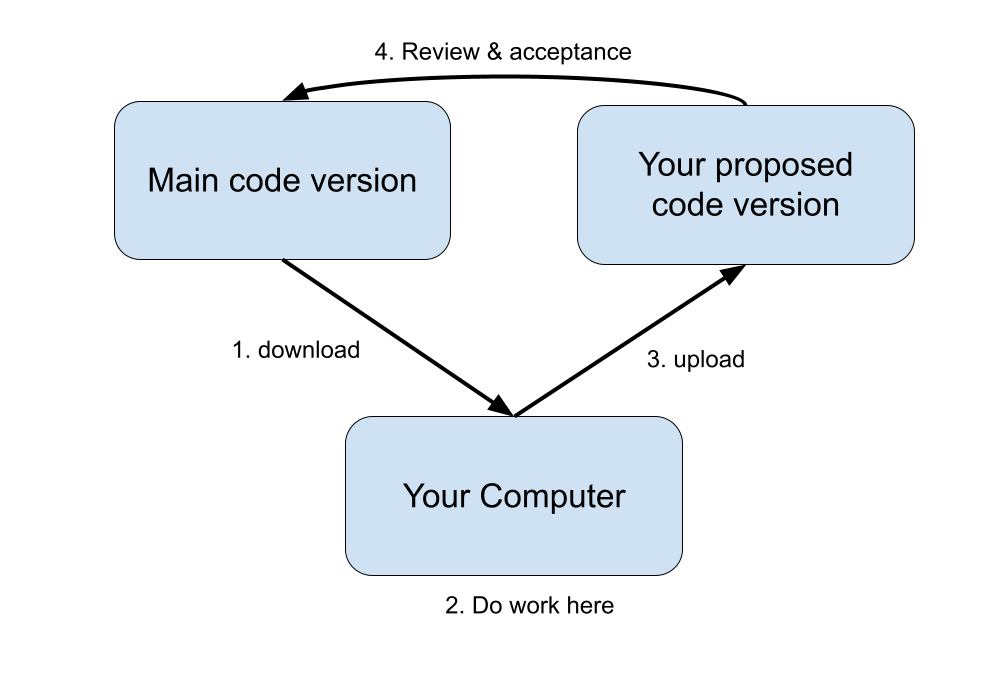 4. Review & acceptance
Main code version
Your proposed
code version
1. download
3. upload
Your Computer
2. Do work here